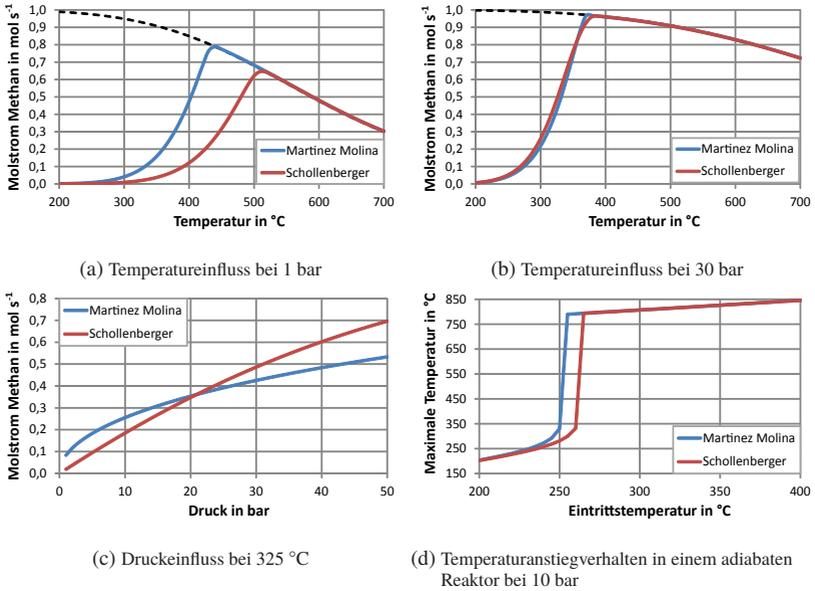 Molstrom Methan in mol s⁻¹
1,0
0,9
0,8
0,7
0,6
0,5
0,4
0,3
0,2
0,1
0,0
200 300 400 500 600 700
Temperatur in °C
Martinez Molina
Schollenberger
(a) Temperatureinfluss bei 1 bar
Molstrom Methan in mol s⁻¹
1,0
0,9
0,8
0,7
0,6
0,5
0,4
0,3
0,2
0,1
0,0
200 300 400 500 600 700
Temperatur in °C
Martinez Molina
Schollenberger
(b) Temperatureinfluss bei 30 bar
Molstrom Methan in mol s⁻¹
0,8
0,7
0,6
0,5
0,4
0,3
0,2
0,1
0,0
0 10 20 30 40 50
Druck in bar
Martinez Molina
Schollenberger
(c) Druckeinfluss bei 325 °C
Maximale Temperatur in °C
850
750
650
550
450
350
250
150
200 250 300 350 400
Eintrittstemperatur in °C
Martinez Molina
Schollenberger
(d) Temperaturanstiegverhalten in einem adiabaten
Reaktor bei 10 bar